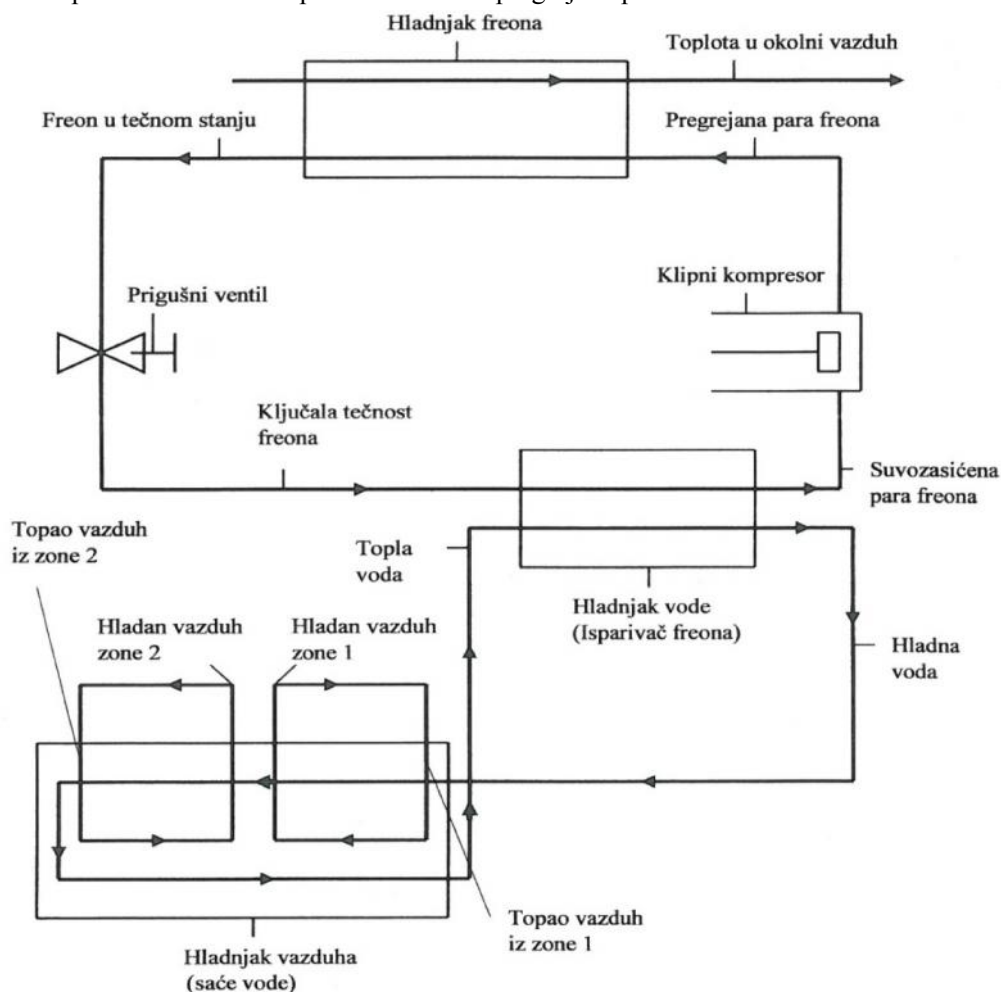 Hladnjak freona
Toplota u okolni vazduh
Freon u tečnom stanju
Pregrejana para freona
Klipni kompresor
Prigušni ventil
Ključala tečnost
freona
Suvozasićena
para freona
Topao vazduh
iz zone 2
Topla
voda
Hladnjak vode
(Isparivač freona)
Hladan vazduh
zone 2
Hladan vazduh
zone 1
Hladna
voda
Topao vazduh
iz zone 1
Hladnjak vazduha
(saće vode)